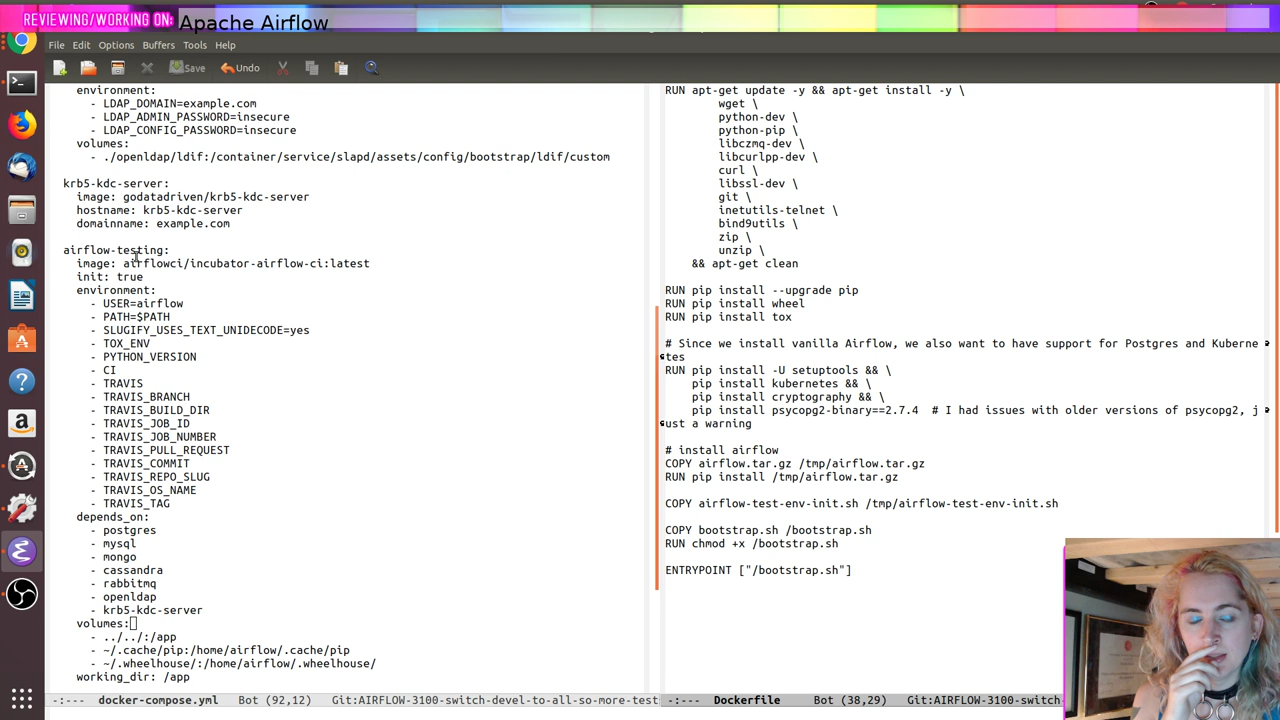 REVIEWING/WORKING ON: Apache Airflow
File Edit Options Buffers Tools Help
Save Undo
environment:
- LDAP_DOMAIN=example.com
- LDAP_ADMIN_PASSWORD=insecure
- LDAP_CONFIG_PASSWORD=insecure
volumes:
- ./openldap/ldif:/container/service/slapd/assets/config/bootstrap/ldif/custom
krb5-kdc-server:
image: godatadriven/krb5-kdc-server
hostname: krb5-kdc-server
domainname: example.com
airflow-testing:
image: airflowci/incubator-airflow-ci:latest
init: true
environment:
- USER=airflow
- PATH=$PATH
- SLUGIFY_USES_TEXT_UNIDECODE=yes
- TOX_ENV
- PYTHON_VERSION
- CI
- TRAVIS
- TRAVIS_BRANCH
- TRAVIS_BUILD_DIR
- TRAVIS_JOB_ID
- TRAVIS_JOB_NUMBER
- TRAVIS_PULL_REQUEST
- TRAVIS_COMMIT
- TRAVIS_REPO_SLUG
- TRAVIS_OS_NAME
- TRAVIS_TAG
depends_on:
- postgres
- mysql
- mongo
- cassandra
- rabbitmq
- openldap
- krb5-kdc-server
volumes:
- ../../:/app
- ~/.cache/pip:/home/airflow/.cache/pip
- ~/.wheelhouse/:/home/airflow/.wheelhouse/
working_dir: /app
-:--- docker-compose.yml Bot (92,12) Git:AIRFLOW-3100-switch-devel-to-all-so-more-test
RUN apt-get update -y && apt-get install -y \
wget \
python-dev \
python-pip \
libczmq-dev \
libcurlpp-dev \
curl \
libssl-dev \
git \
inetutils-telnet \
bind9utils \
zip \
unzip \
&& apt-get clean
RUN pip install --upgrade pip
RUN pip install wheel
RUN pip install tox
# Since we install vanilla Airflow, we also want to have support for Postgres and Kuberne
tes
RUN pip install -U setuptools && \
pip install kubernetes && \
pip install cryptography && \
pip install psycopg2-binary==2.7.4 # I had issues with older versions of psycopg2, j
ust a warning
# install airflow
COPY airflow.tar.gz /tmp/airflow.tar.gz
RUN pip install /tmp/airflow.tar.gz
COPY airflow-test-env-init.sh /tmp/airflow-test-env-init.sh
COPY bootstrap.sh /bootstrap.sh
RUN chmod +x /bootstrap.sh
ENTRYPOINT ["/bootstrap.sh"]
-:--- Dockerfile Bot (38,29) Git:AIRFLOW-3100-switch-